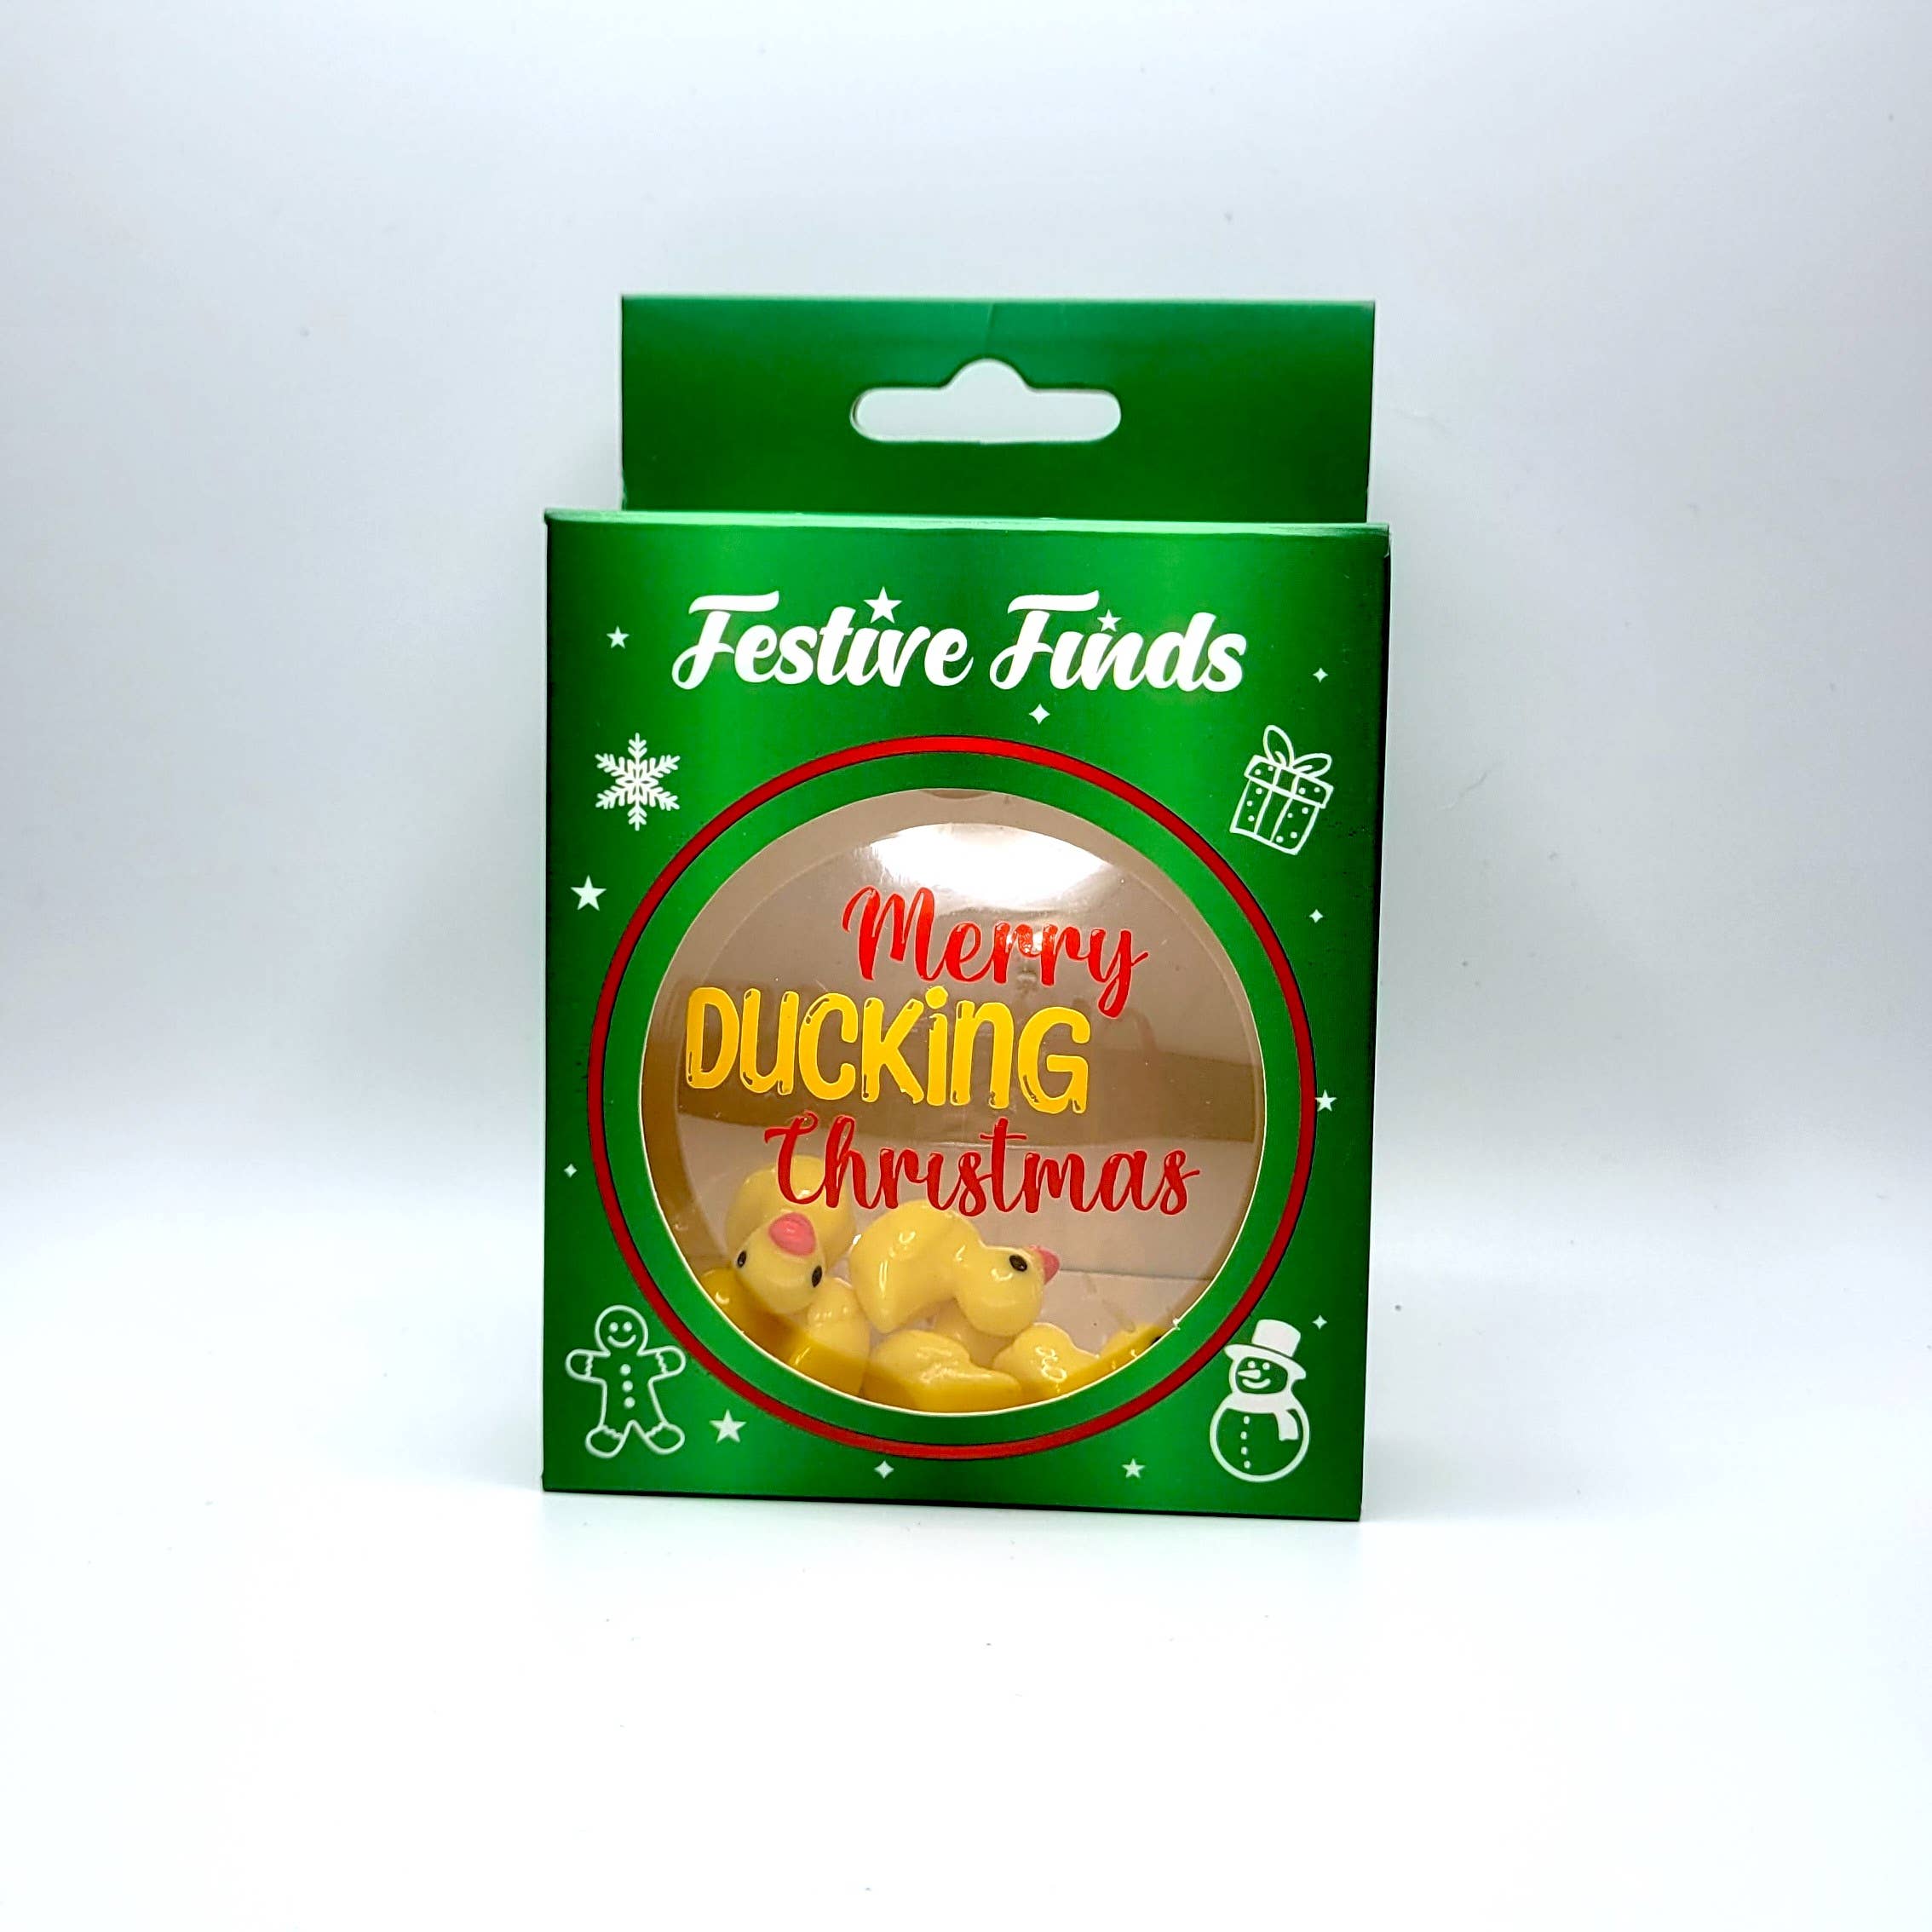 Festive Finds
Merry
DUCKiNG
Christmas